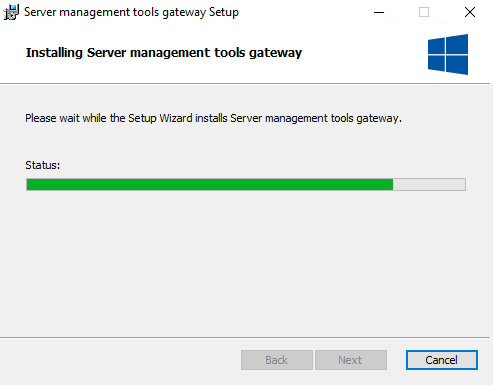 Server management tools gateway Setup
Installing Server management tools gateway
Please wait while the Setup Wizard installs Server management tools gateway.
Status:
Back
Next
Cancel